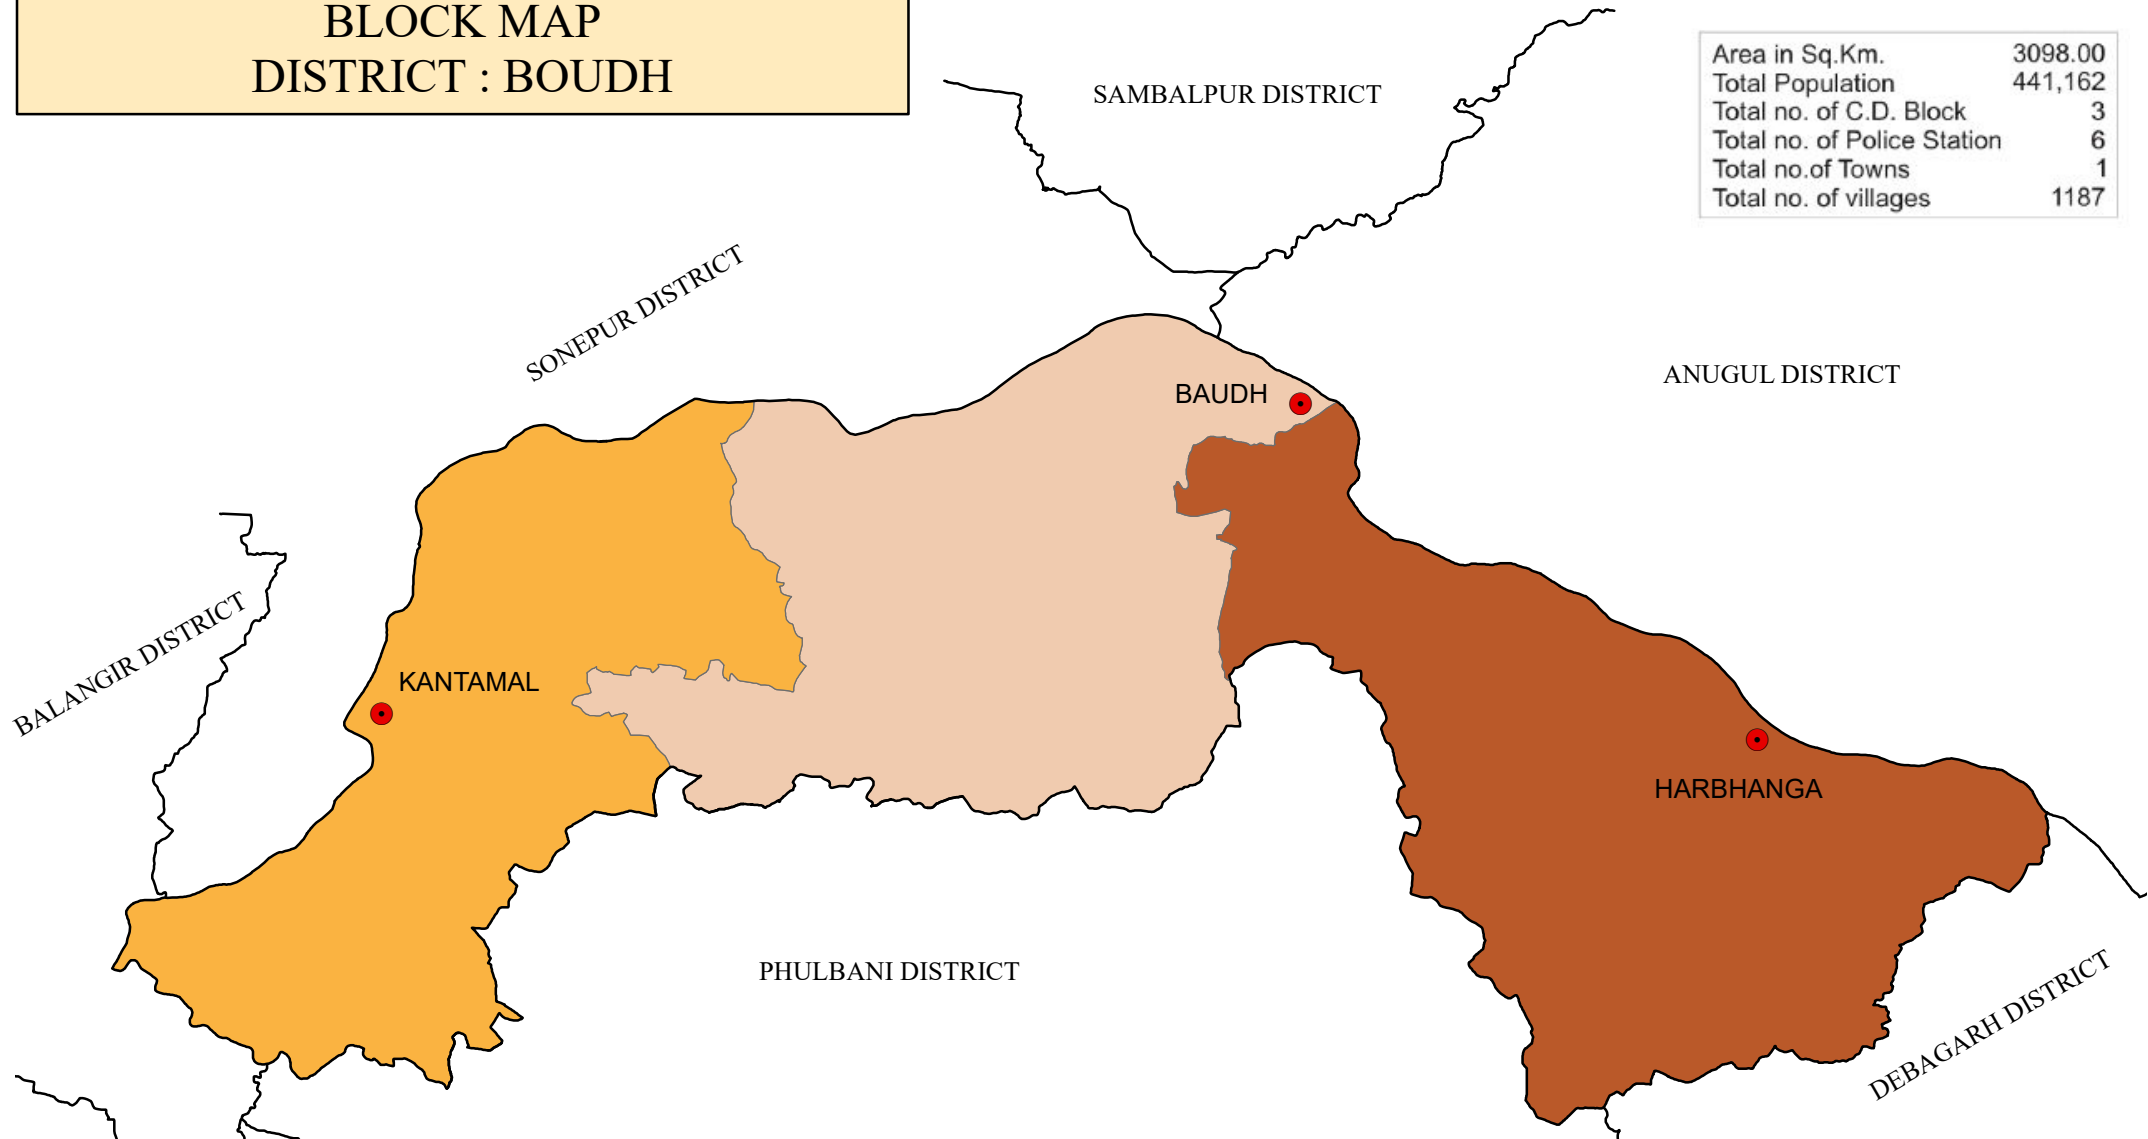 BLOCK MAP
DISTRICT : BOUDH
Area in Sq.Km. 3098.00
Total Population 441,162
Total no. of C.D. Block 3
Total no. of Police Station 6
Total no.of Towns 1
Total no. of villages 1187
SAMBALPUR DISTRICT
SONEPUR DISTRICT
ANUGUL DISTRICT
BAUDH
BALANGIR DISTRICT
KANTAMAL
HARBHANGA
PHULBANI DISTRICT
DEBAGARH DISTRICT